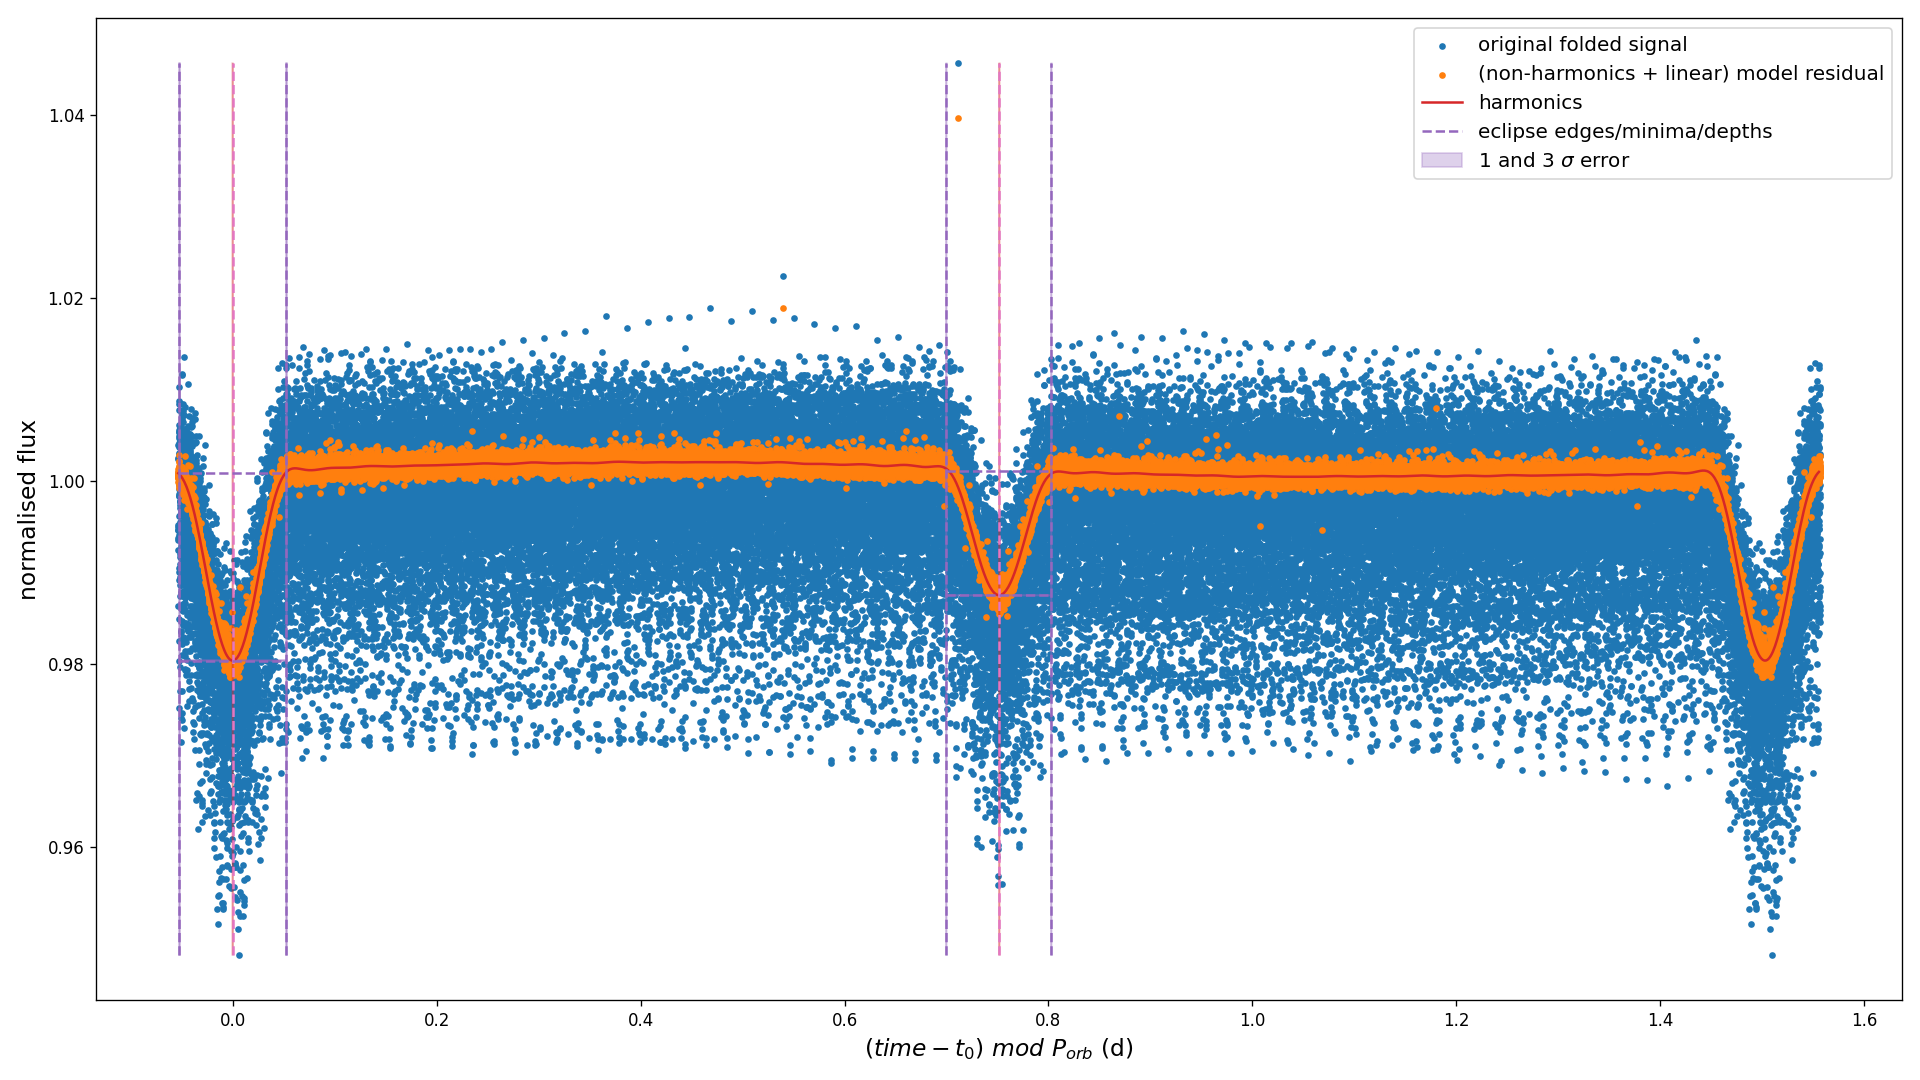 original folded signal
(non-harmonics + linear) model residual
harmonics
eclipse edges/minima/depths
1 and 3 σ error
normalised flux
1.04
1.02
1.00
0.98
0.96
0.0 0.2 0.4 0.6 0.8 1.0 1.2 1.4 1.6
(time − t₀) mod Pₒᵣb (d)